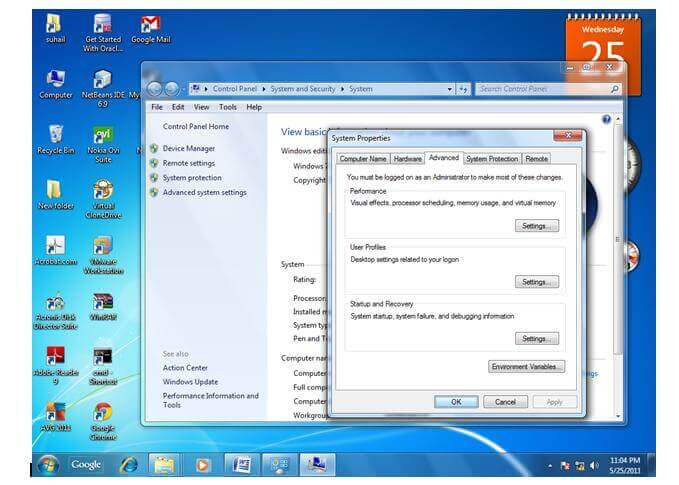 suhail
Get Started
With Oracl...
Google Mail
Wednesday
25
Computer
NetBeans IDE
6.9
My
Recycle Bin
Nokia Ovi
Suite
N
New folder
Virtual
CloneDrive
Acrobat.com
VMware
Workstation
Acronis Disk
Director Suite
WinRAR
Adobe Reader
9
cmd -
Shortcut
AVG 2011
Google
Chrome
Control Panel
System and Security
System
Search Control Panel
File Edit View Tools Help
Control Panel Home
Device Manager
Remote settings
System protection
Advanced system settings
See also
Action Center
Windows Update
Performance Information and
Tools
View basic
Windows edit
Windows 7
Copyright
System
Rating:
Processor:
Installed m
System typ
Pen and T
Computer nam
Computer
Full comp
Computer
Workgrou
ngs
System Properties
Computer Name Hardware Advanced System Protection Remote
You must be logged on as an Administrator to make most of these changes.
Performance
Visual effects, processor scheduling, memory usage, and virtual memory
Settings...
User Profiles
Desktop settings related to your logon
Settings...
Startup and Recovery
System startup, system failure, and debugging information
Settings...
Environment Variables...
OK Cancel Apply
Google
11:04 PM
5/25/2011